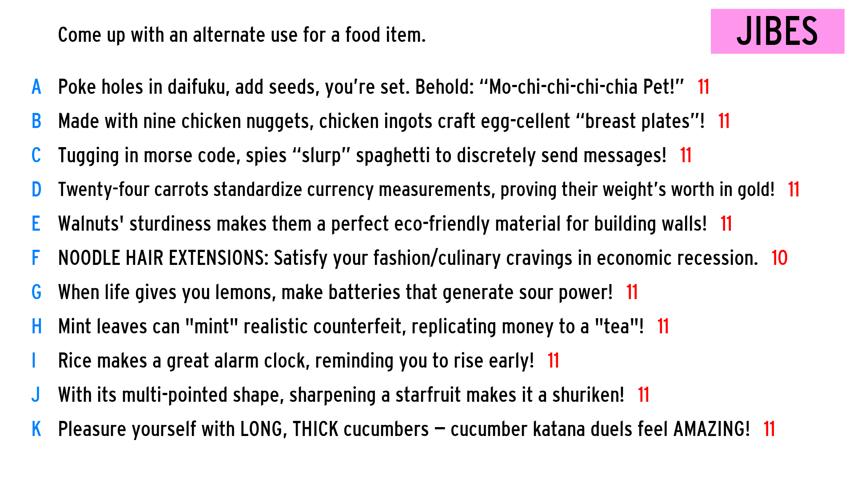 Come up with an alternate use for a food item.
JIBES
A Poke holes in daifuku, add seeds, you're set. Behold: “Mo-chi-chi-chi-chia Pet!” 11
B Made with nine chicken nuggets, chicken ingots craft egg-cellent “breast plates”! 11
C Tugging in morse code, spies “slurp” spaghetti to discretely send messages! 11
D Twenty-four carrots standardize currency measurements, proving their weight's worth in gold! 11
E Walnuts' sturdiness makes them a perfect eco-friendly material for building walls! 11
F NOODLE HAIR EXTENSIONS: Satisfy your fashion/culinary cravings in economic recession. 10
G When life gives you lemons, make batteries that generate sour power! 11
H Mint leaves can "mint" realistic counterfeit, replicating money to a "tea"! 11
I Rice makes a great alarm clock, reminding you to rise early! 11
J With its multi-pointed shape, sharpening a starfruit makes it a shuriken! 11
K Pleasure yourself with LONG, THICK cucumbers – cucumber katana duels feel AMAZING! 11